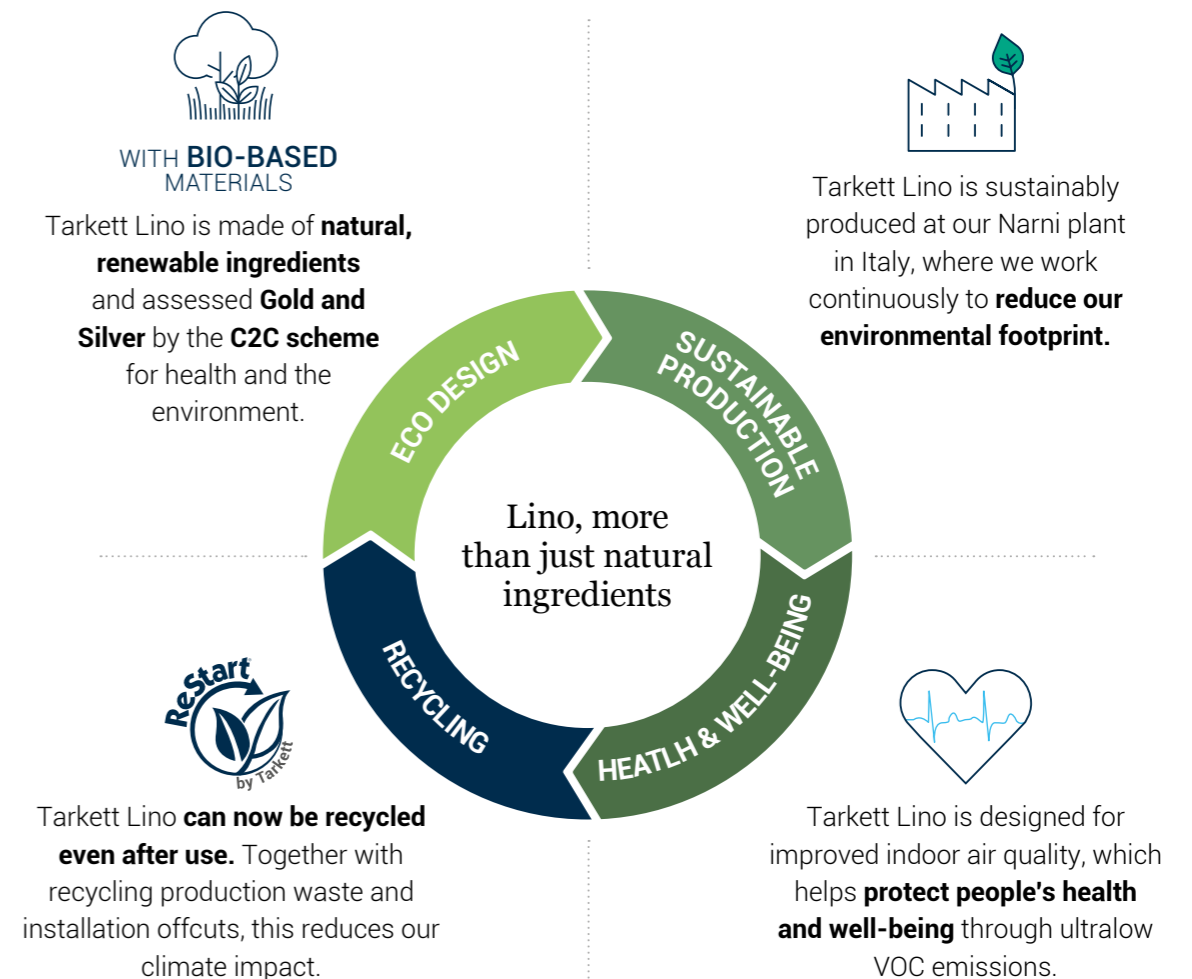 WITH BIO-BASED
MATERIALS
Tarkett Lino is made of natural,
renewable ingredients
and assessed Gold and
Silver by the C2C scheme
for health and the
environment.
Tarkett Lino is sustainably
produced at our Narni plant
in Italy, where we work
continuously to reduce our
environmental footprint.
ECO DESIGN
SUSTAINABLE
PRODUCTION
Lino, more
than just natural
ingredients
RECYCLING
HEATLH & WELL-BEING
ReStart
by Tarkett
Tarkett Lino can now be recycled
even after use. Together with
recycling production waste and
installation offcuts, this reduces our
climate impact.
Tarkett Lino is designed for
improved indoor air quality, which
helps protect people's health
and well-being through ultralow
VOC emissions.